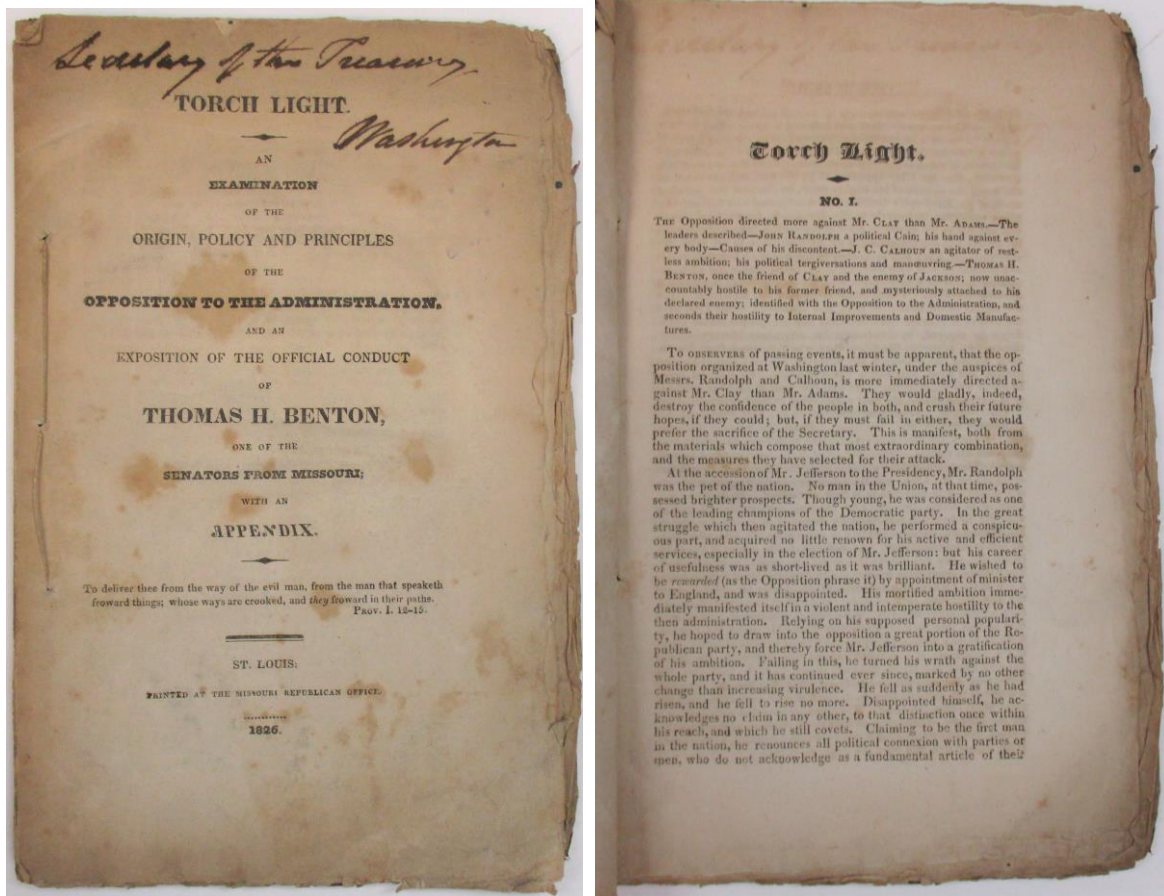 Secretary of the Treasury
TORCH LIGHT.
Washington
AN
EXAMINATION
OF THE
ORIGIN, POLICY AND PRINCIPLES
OF THE
OPPOSITION TO THE ADMINISTRATION,
AND AN
EXPOSITION OF THE OFFICIAL CONDUCT
OF
THOMAS H. BENTON,
ONE OF THE
SENATORS FROM MISSOURI;
WITH AN
APPENDIX.
To deliver thee from the way of the evil man, from the man that speaketh
froward things; whose ways are crooked, and they froward in their paths.
PROV. I. 12-15.
ST. LOUIS:
PRINTED AT THE MISSOURI REPUBLICAN OFFICE.
1826.
Torch Light.
NO. I.
THE Opposition directed more against Mr. CLAY than Mr. ADAMS.—The
leaders described—JOHN RANDOLPH a political Cain; his hand against ev-
ery body—Causes of his discontent.—J. C. CALHOUN an agitator of rest-
less ambition; his political tergiversations and manœuvring.—THOMAS H.
BENTON, once the friend of CLAY and the enemy of JACKSON; now unac-
countably hostile to his former friend, and mysteriously attached to his
declared enemy; identified with the Opposition to the Administration, and
seconds their hostility to Internal Improvements and Domestic Manufac-
tures.
To OBSERVERS of passing events, it must be apparent, that the op-
position organized at Washington last winter, under the auspices of
Messrs. Randolph and Calhoun, is more immediately directed a-
gainst Mr. Clay than Mr. Adams. They would gladly, indeed,
destroy the confidence of the people in both, and crush their future
hopes, if they could; but, if they must fail in either, they would
prefer the sacrifice of the Secretary. This is manifest, both from
the materials which compose that most extraordinary combination,
and the measures they have selected for their attack.
At the accession of Mr. Jefferson to the Presidency, Mr. Randolph
was the pet of the nation. No man in the Union, at that time, pos-
sessed brighter prospects. Though young, he was considered as one
of the leading champions of the Democratic party. In the great
struggle which then agitated the nation, he performed a conspicu-
ous part, and acquired no little renown for his active and efficient
services, especially in the election of Mr. Jefferson: but his career
of usefulness was as short-lived as it was brilliant. He wished to
be rewarded (as the Opposition phrase it) by appointment of minister
to England, and was disappointed. His mortified ambition imme-
diately manifested itself in a violent and intemperate hostility to the
then administration. Relying on his supposed personal populari-
ty, he hoped to draw into the opposition a great portion of the Re-
publican party, and thereby force Mr. Jefferson into a gratification
of his ambition. Failing in this, he turned his wrath against the
whole party, and it has continued ever since, marked by no other
change than increasing virulence. He fell as suddenly as he had
risen, and he fell to rise no more. Disappointed himself, he ac-
knowledges no claim in any other, to that distinction once within
his reach, and which he still covets. Claiming to be the first man
in the nation, he renounces all political connexion with parties or
men, who do not acknowledge as a fundamental article of their